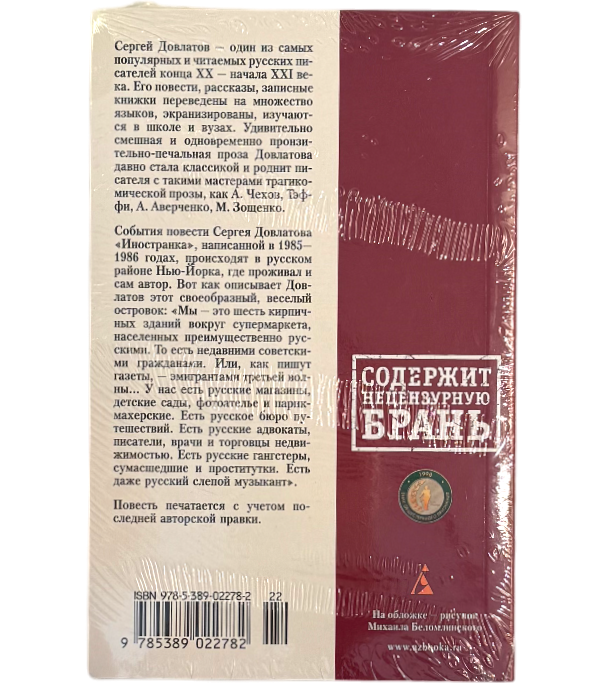 Сергей Довлатов – один из самых
популярных и читаемых русских пи-
сателей конца XX – начала XXI ве-
ка. Его повести, рассказы, записные
книжки переведены на множество
языков, экранизированы, изучают-
ся в школе и вузах. Удивительно
смешная и одновременно пронзи-
тельно-печальная проза Довлатова
давно стала классикой и роднит пи-
сателя с такими мастерами трагико-
мической прозы, как А. Чехов, Тэф-
фи, А. Аверченко, М. Зощенко.
События повести Сергея Довлатова
«Иностранка», написанной в 1985–
1986 годах, происходят в русском
районе Нью-Йорка, где проживал и
сам автор. Вот как описывает Дов-
латов этот своеобразный, веселый
островок: «Мы – это шесть кирпич-
ных зданий вокруг супермаркета,
населенных преимущественно рус-
скими. То есть недавними советски-
ми гражданами. Или, как пишут
газеты, – эмигрантами третьей вол-
ны... У нас есть русские магазины,
детские сады, фотоателье и парик-
махерские. Есть русское бюро пу-
тешествий. Есть русские адвокаты,
писатели, врачи и торговцы недви-
жимостью. Есть русские гангстеры,
сумасшедшие и проститутки. Есть
даже русский слепой музыкант».
Повесть печатается с учетом по-
следней авторской правки.
СОДЕРЖИТ
НЕЦЕНЗУРНУЮ
БРАНЬ
1998
ISBN 978-5-389-02278-2
22
9 785389 022782
На обложке – рисунок
Михаила Беломлинского
www.azbooka.ru